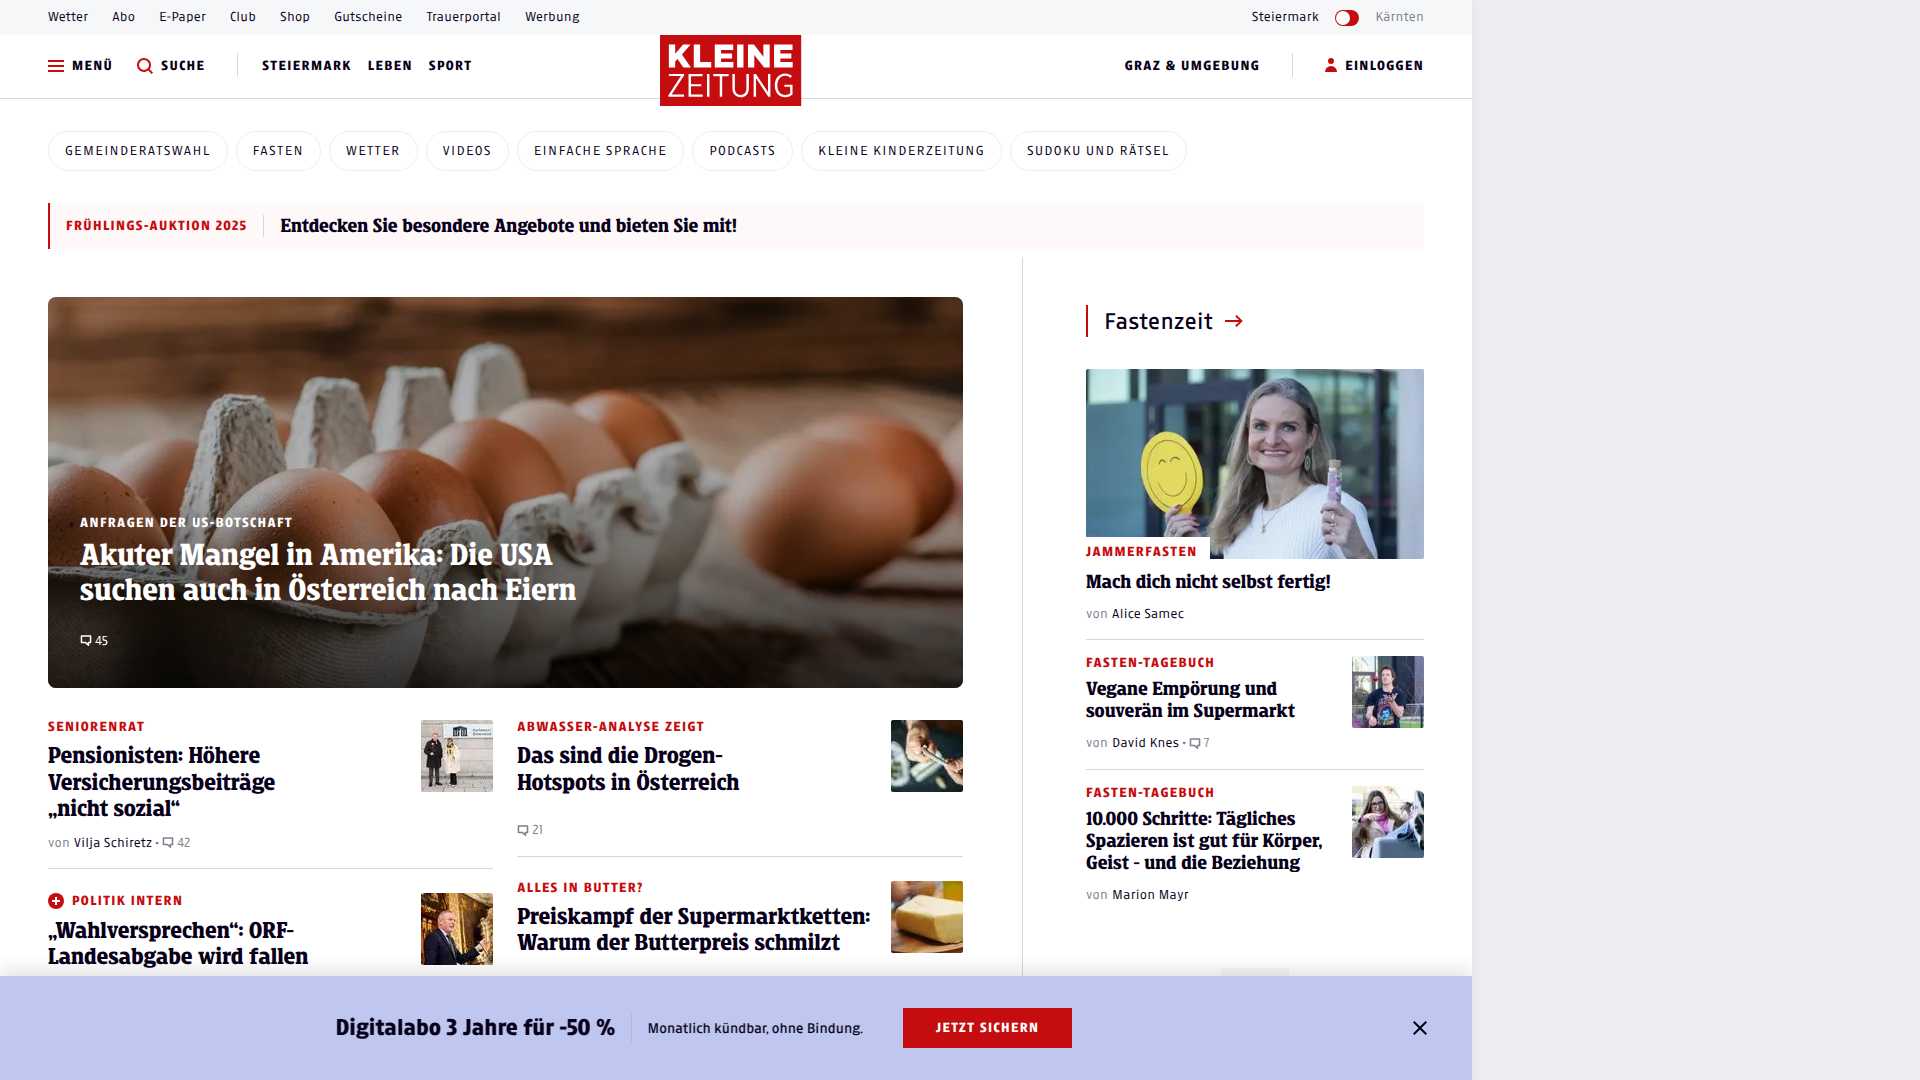 Wetter Abo E-Paper Club Shop Gutscheine Trauerportal Werbung Steiermark Kärnten
MENÜ SUCHE STEIERMARK LEBEN SPORT KLEINE ZEITUNG GRAZ & UMGEBUNG EINLOGGEN
GEMEINDERATSWAHL FASTEN WETTER VIDEOS EINFACHE SPRACHE PODCASTS KLEINE KINDERZEITUNG SUDOKU UND RÄTSEL
FRÜHLINGS-AUKTION 2025 Entdecken Sie besondere Angebote und bieten Sie mit!
ANFRAGEN DER US-BOTSCHAFT
Akuter Mangel in Amerika: Die USA
suchen auch in Österreich nach Eiern
45
SENIORENRAT
Pensionisten: Höhere
Versicherungsbeiträge
„nicht sozial“
von Vilja Schiretz · 42
POLITIK INTERN
„Wahlversprechen“: ORF-
Landesabgabe wird fallen
ABWASSER-ANALYSE ZEIGT
Das sind die Drogen-
Hotspots in Österreich
21
ALLES IN BUTTER?
Preiskampf der Supermarktketten:
Warum der Butterpreis schmilzt
Fastenzeit
JAMMERFASTEN
Mach dich nicht selbst fertig!
von Alice Samec
FASTEN-TAGEBUCH
Vegane Empörung und
souverän im Supermarkt
von David Knes · 7
FASTEN-TAGEBUCH
10.000 Schritte: Tägliches
Spazieren ist gut für Körper,
Geist - und die Beziehung
von Marion Mayr
Digitalabo 3 Jahre für -50 % Monatlich kündbar, ohne Bindung. JETZT SICHERN